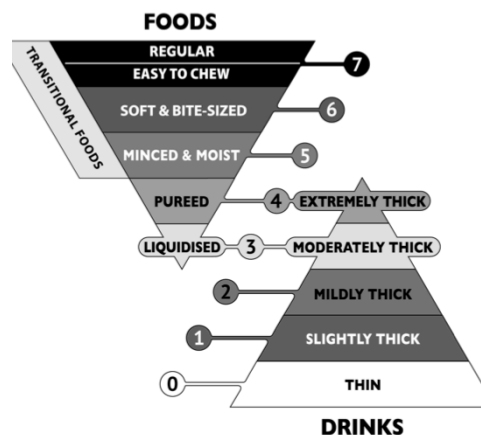 FOODS
REGULAR
EASY TO CHEW
7
TRANSITIONAL FOODS
SOFT & BITE-SIZED
6
MINCED & MOIST
5
PUREED
4
EXTREMELY THICK
LIQUIDISED
3
MODERATELY THICK
2
MILDLY THICK
1
SLIGHTLY THICK
0
THIN
DRINKS